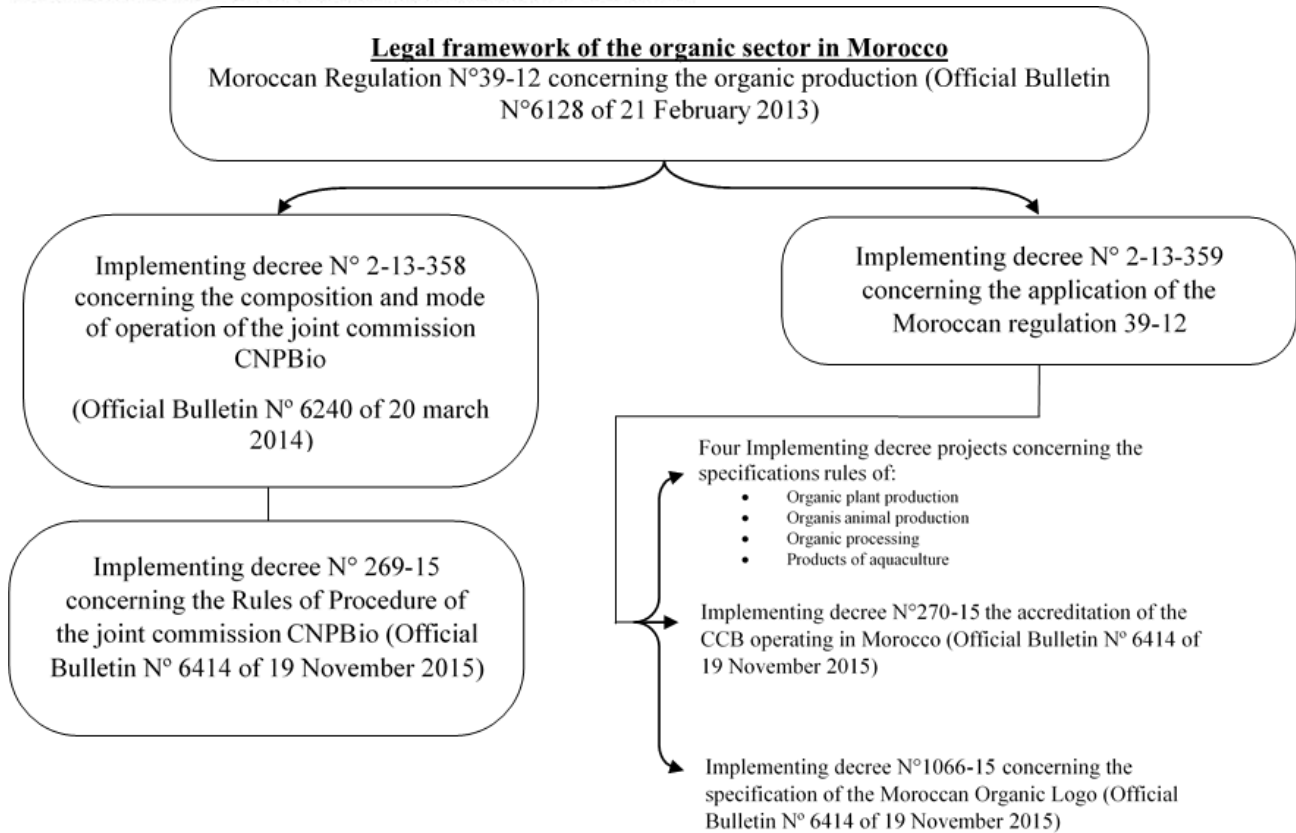 Legal framework of the organic sector in Morocco
Moroccan Regulation N°39-12 concerning the organic production (Official Bulletin
N°6128 of 21 February 2013)
Implementing decree N° 2-13-358
concerning the composition and mode
of operation of the joint commission
CNPBio
(Official Bulletin Nº 6240 of 20 march
2014)
Implementing decree N° 269-15
concerning the Rules of Procedure of
the joint commission CNPBio (Official
Bulletin Nº 6414 of 19 November 2015)
Implementing decree N° 2-13-359
concerning the application of the
Moroccan regulation 39-12
Four Implementing decree projects concerning the
specifications rules of:
• Organic plant production
• Organis animal production
• Organic processing
• Products of aquaculture
Implementing decree N°270-15 the accreditation of the
CCB operating in Morocco (Official Bulletin Nº 6414 of
19 November 2015)
Implementing decree N°1066-15 concerning the
specification of the Moroccan Organic Logo (Official
Bulletin Nº 6414 of 19 November 2015)